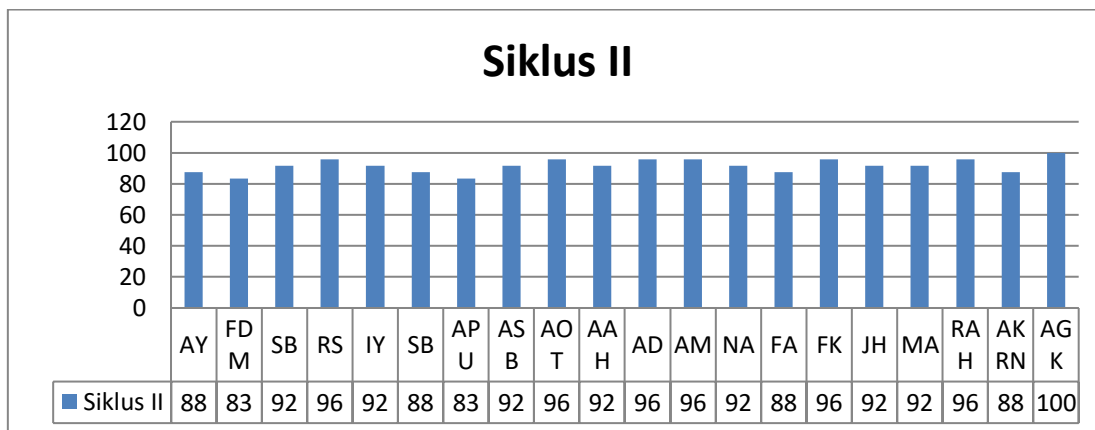 Siklus II
120
100
80
60
40
20
0
AY FD M SB RS IY SB AP U AS B AO T AA H AD AM NA FA FK JH MA RA H AK RN AG K
Siklus II 88 83 92 96 92 88 83 92 96 92 96 96 92 88 96 92 92 96 88 100